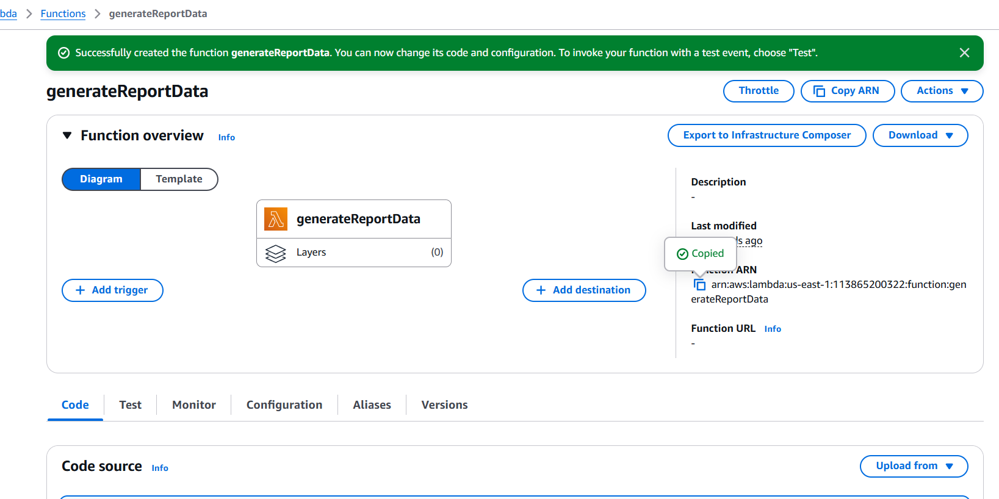 bda > Functions > generateReportData
Successfully created the function generateReportData. You can now change its code and configuration. To invoke your function with a test event, choose "Test".
generateReportData
Throttle
Copy ARN
Actions
Function overview
Info
Export to Infrastructure Composer
Download
Diagram
Template
generateReportData
Layers
(0)
+ Add trigger
+ Add destination
Description
-
Last modified
ago
Copied
ARN
arn:aws:lambda:us-east-1:113865200322:function:gen
erateReportData
Function URL Info
-
Code
Test
Monitor
Configuration
Aliases
Versions
Code source Info
Upload from